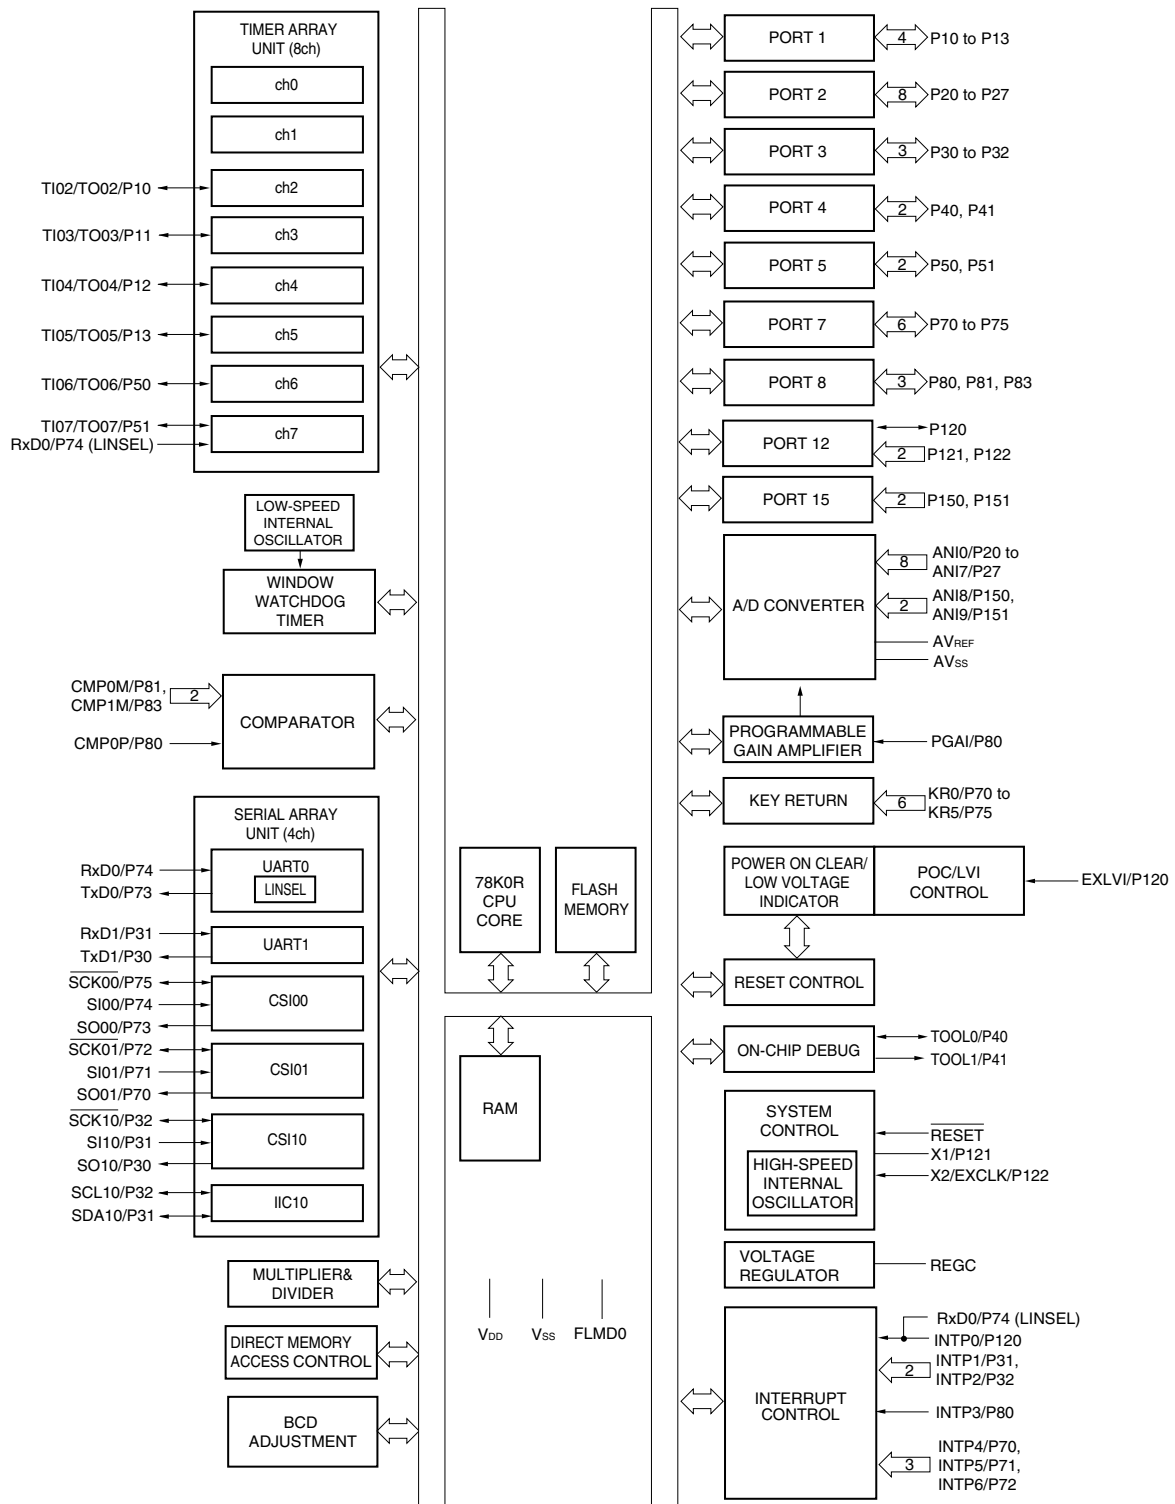 TIMER ARRAY
UNIT (8ch)
ch0
ch1
TI02/TO02/P10
ch2
TI03/TO03/P11
ch3
TI04/TO04/P12
ch4
TI05/TO05/P13
ch5
TI06/TO06/P50
ch6
TI07/TO07/P51
RxD0/P74 (LINSEL)
ch7
LOW-SPEED
INTERNAL
OSCILLATOR
WINDOW
WATCHDOG
TIMER
CMP0M/P81,
CMP1M/P83
2
CMP0P/P80
COMPARATOR
SERIAL ARRAY
UNIT (4ch)
RxD0/P74
TxD0/P73
UART0
LINSEL
RxD1/P31
TxD1/P30
UART1
SCK00/P75
SI00/P74
SO00/P73
CSI00
SCK01/P72
SI01/P71
SO01/P70
CSI01
SCK10/P32
SI10/P31
SO10/P30
CSI10
SCL10/P32
SDA10/P31
IIC10
MULTIPLIER&
DIVIDER
DIRECT MEMORY
ACCESS CONTROL
BCD
ADJUSTMENT
78K0R
CPU
CORE
FLASH
MEMORY
RAM
VDD
VSS
FLMD0
PORT 1
4
P10 to P13
PORT 2
8
P20 to P27
PORT 3
3
P30 to P32
PORT 4
2
P40, P41
PORT 5
2
P50, P51
PORT 7
6
P70 to P75
PORT 8
3
P80, P81, P83
PORT 12
P120
2
P121, P122
PORT 15
2
P150, P151
A/D CONVERTER
8
ANI0/P20 to
ANI7/P27
2
ANI8/P150,
ANI9/P151
AVREF
AVSS
PROGRAMMABLE
GAIN AMPLIFIER
PGAI/P80
KEY RETURN
6
KR0/P70 to
KR5/P75
POWER ON CLEAR/
LOW VOLTAGE
INDICATOR
POC/LVI
CONTROL
EXLVI/P120
RESET CONTROL
ON-CHIP DEBUG
TOOL0/P40
TOOL1/P41
SYSTEM
CONTROL
HIGH-SPEED
INTERNAL
OSCILLATOR
RESET
X1/P121
X2/EXCLK/P122
VOLTAGE
REGULATOR
REGC
INTERRUPT
CONTROL
RxD0/P74 (LINSEL)
INTP0/P120
2
INTP1/P31,
INTP2/P32
INTP3/P80
3
INTP4/P70,
INTP5/P71,
INTP6/P72